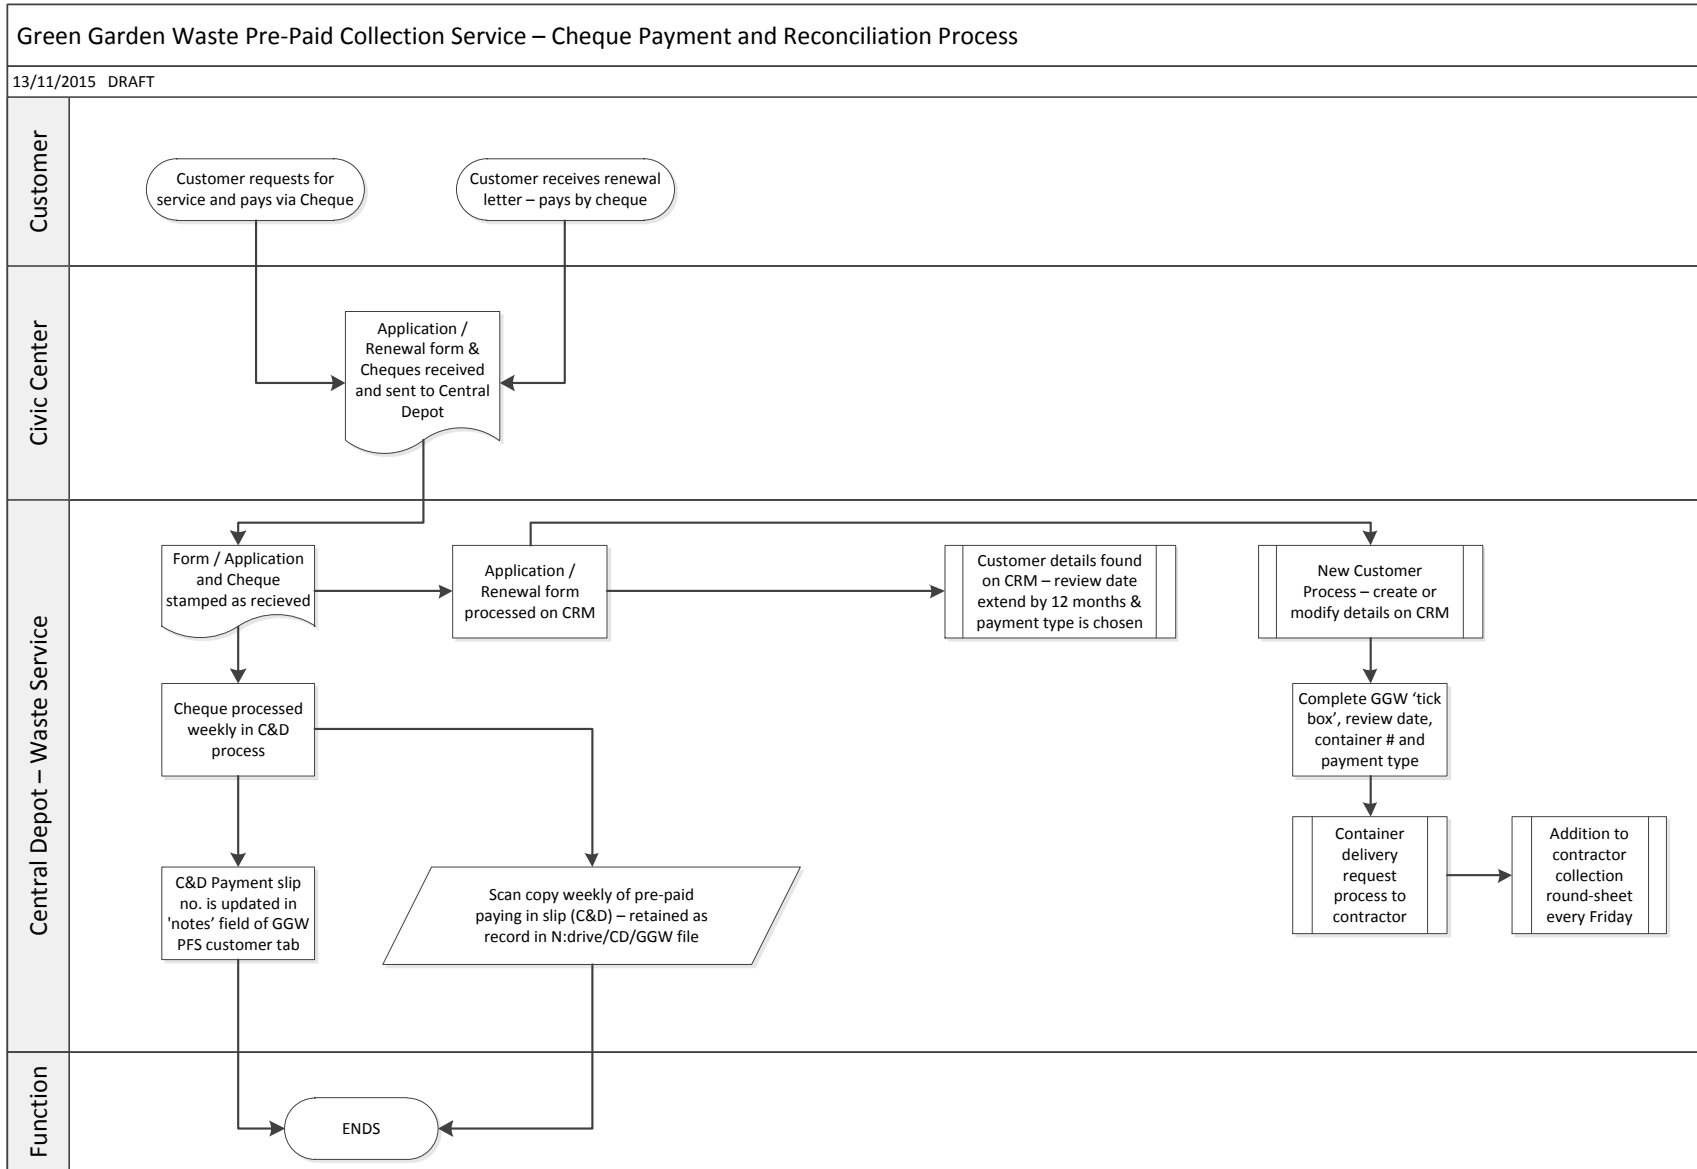 Green Garden Waste Pre-Paid Collection Service – Cheque Payment and Reconciliation Process
13/11/2015 DRAFT
Customer
Customer requests for
service and pays via Cheque
Customer receives renewal
letter – pays by cheque
Civic Center
Application /
Renewal form &
Cheques received
and sent to Central
Depot
Central Depot – Waste Service
Form / Application
and Cheque
stamped as recieved
Application /
Renewal form
processed on CRM
Customer details found
on CRM – review date
extend by 12 months &
payment type is chosen
New Customer
Process – create or
modify details on CRM
Cheque processed
weekly in C&D
process
Complete GGW ‘tick
box’, review date,
container # and
payment type
C&D Payment slip
no. is updated in
'notes’ field of GGW
PFS customer tab
Scan copy weekly of pre-paid
paying in slip (C&D) – retained as
record in N:drive/CD/GGW file
Container
delivery
request
process to
contractor
Addition to
contractor
collection
round-sheet
every Friday
Function
ENDS